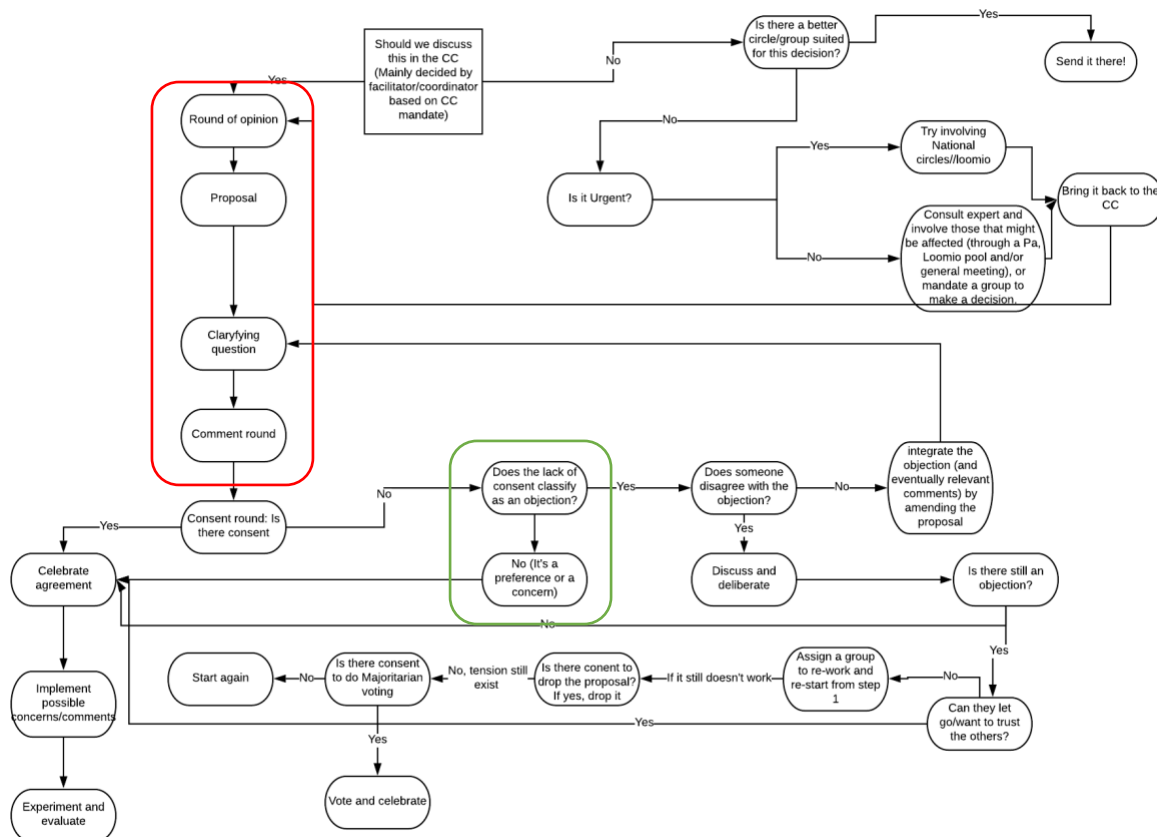 Should we discuss
this in the CC
(Mainly decided by
facilitator/coordinator
based on CC
mandate)
Yes
No
Is there a better
circle/group suited
for this decision?
Yes
Send it there!
No
Is it Urgent?
Yes
Try involving
National
circles//loomio
No
Consult expert and
involve those that might
be affected (through a Pa,
Loomio pool and/or
general meeting), or
mandate a group to
make a decision.
Bring it back to the
CC
Round of opinion
Proposal
Claryfying
question
Comment round
Consent round: Is
there consent
Yes
No
Does the lack of
consent classify
as an objection?
Yes
No (It's a
preference or a
concern)
Does someone
disagree with the
objection?
No
integrate the
objection (and
eventually relevant
comments) by
amending the
proposal
Yes
Discuss and
deliberate
Is there still an
objection?
No
Yes
Can they let
go/want to trust
the others?
Yes
No
Assign a group
to re-work and
re-start from step
1
If it still doesn't work
Is there conent to
drop the proposal?
If yes, drop it
No, tension still
exist
Is there consent
to do Majoritarian
voting
No
Start again
Yes
Vote and celebrate
Celebrate
agreement
Implement
possible
concerns/comments
Experiment and
evaluate